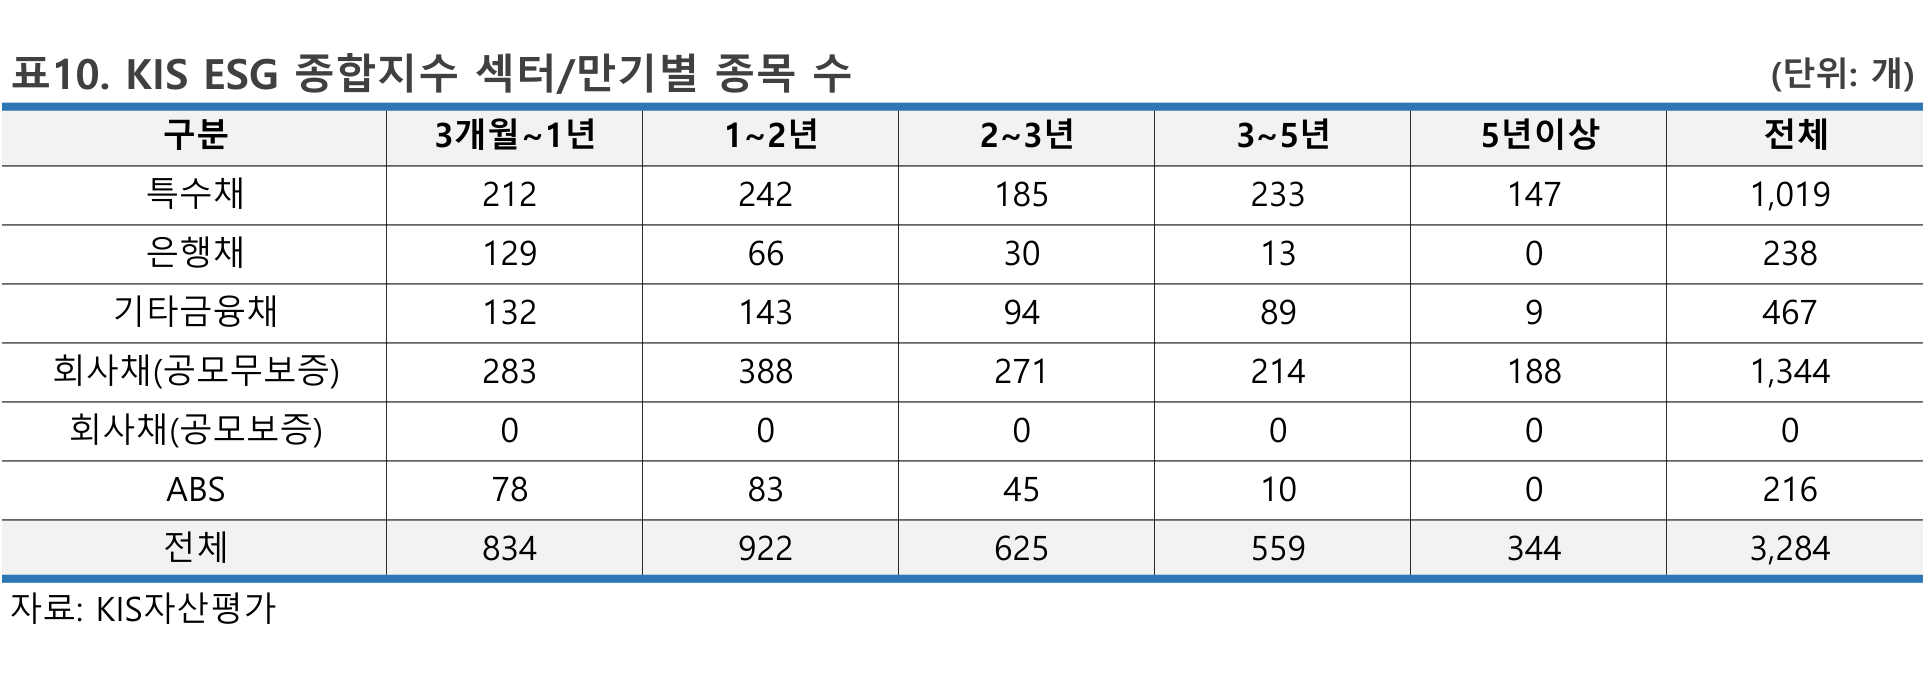 표10. KIS ESG 종합지수 섹터/만기별 종목 수 (단위: 개)
구분 3개월~1년 1~2년 2~3년 3~5년 5년이상 전체
특수채 212 242 185 233 147 1,019
은행채 129 66 30 13 0 238
기타금융채 132 143 94 89 9 467
회사채(공모무보증) 283 388 271 214 188 1,344
회사채(공모보증) 0 0 0 0 0 0
ABS 78 83 45 10 0 216
전체 834 922 625 559 344 3,284
자료: KIS자산평가